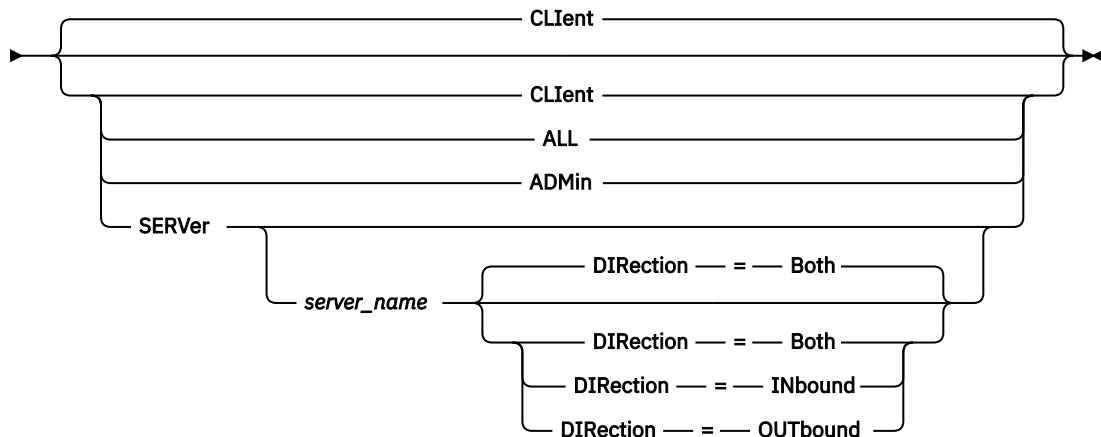 CLIent
CLIent
ALL
ADMin
SERVer
DIRection = Both
server_name
DIRection = Both
DIRection = INbound
DIRection = OUTbound